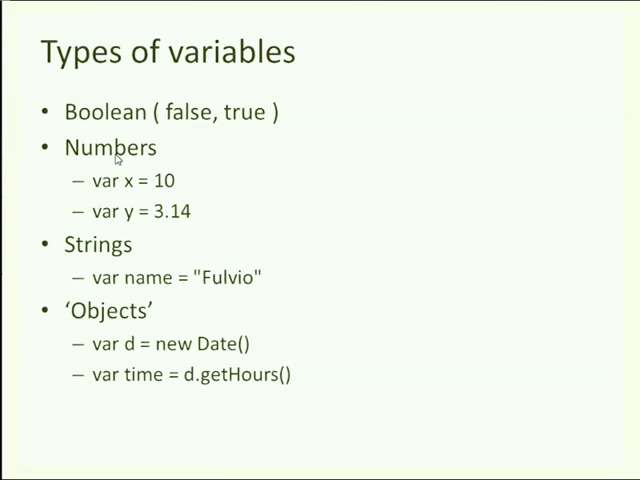 Types of variables
• Boolean ( false, true )
• Numbers
– var x = 10
– var y = 3.14
• Strings
– var name = "Fulvio"
• ‘Objects’
– var d = new Date()
– var time = d.getHours()